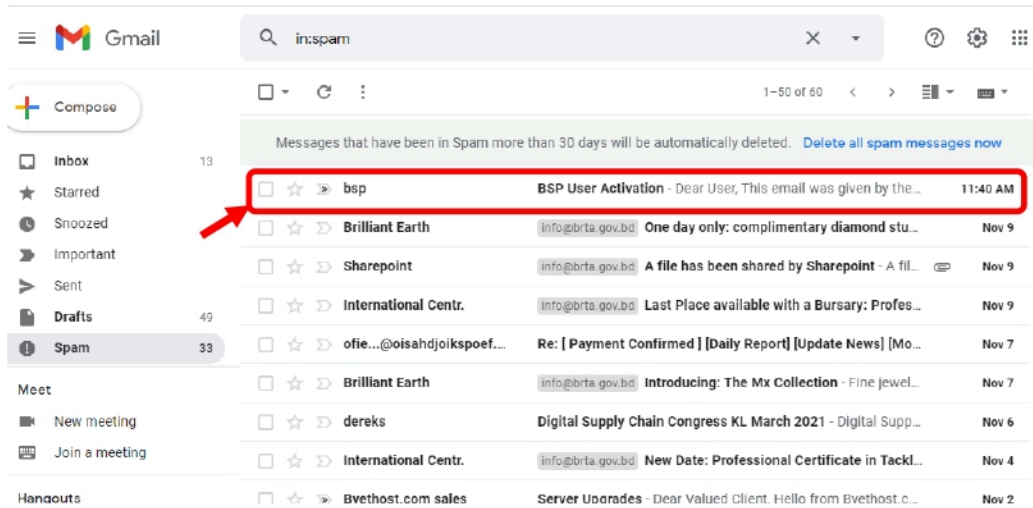 Gmail
in:spam
Compose
1–50 of 60
Messages that have been in Spam more than 30 days will be automatically deleted. Delete all spam messages now
Inbox 13
Starred
Snoozed
Important
Sent
Drafts 49
Spam 33
Meet
New meeting
Join a meeting
Hangouts
bsp BSP User Activation - Dear User, This email was given by the... 11:40 AM
Brilliant Earth info@brta.gov.bd One day only: complimentary diamond stu... Nov 9
Sharepoint info@brta.gov.bd A file has been shared by Sharepoint - A fil... Nov 9
International Centr. info@brta.gov.bd Last Place available with a Bursary: Profes... Nov 9
ofie...@oisahdjoikspoef.... Re: [ Payment Confirmed ] [Daily Report] [Update News] [Mo... Nov 7
Brilliant Earth info@brta.gov.bd Introducing: The Mx Collection - Fine jewel... Nov 7
dereks Digital Supply Chain Congress KL March 2021 - Digital Supp... Nov 6
International Centr. info@brta.gov.bd New Date: Professional Certificate in Tackl... Nov 4
Byethost.com sales Server Upgrades - Dear Valued Client, Hello from Byethost.c... Nov 2